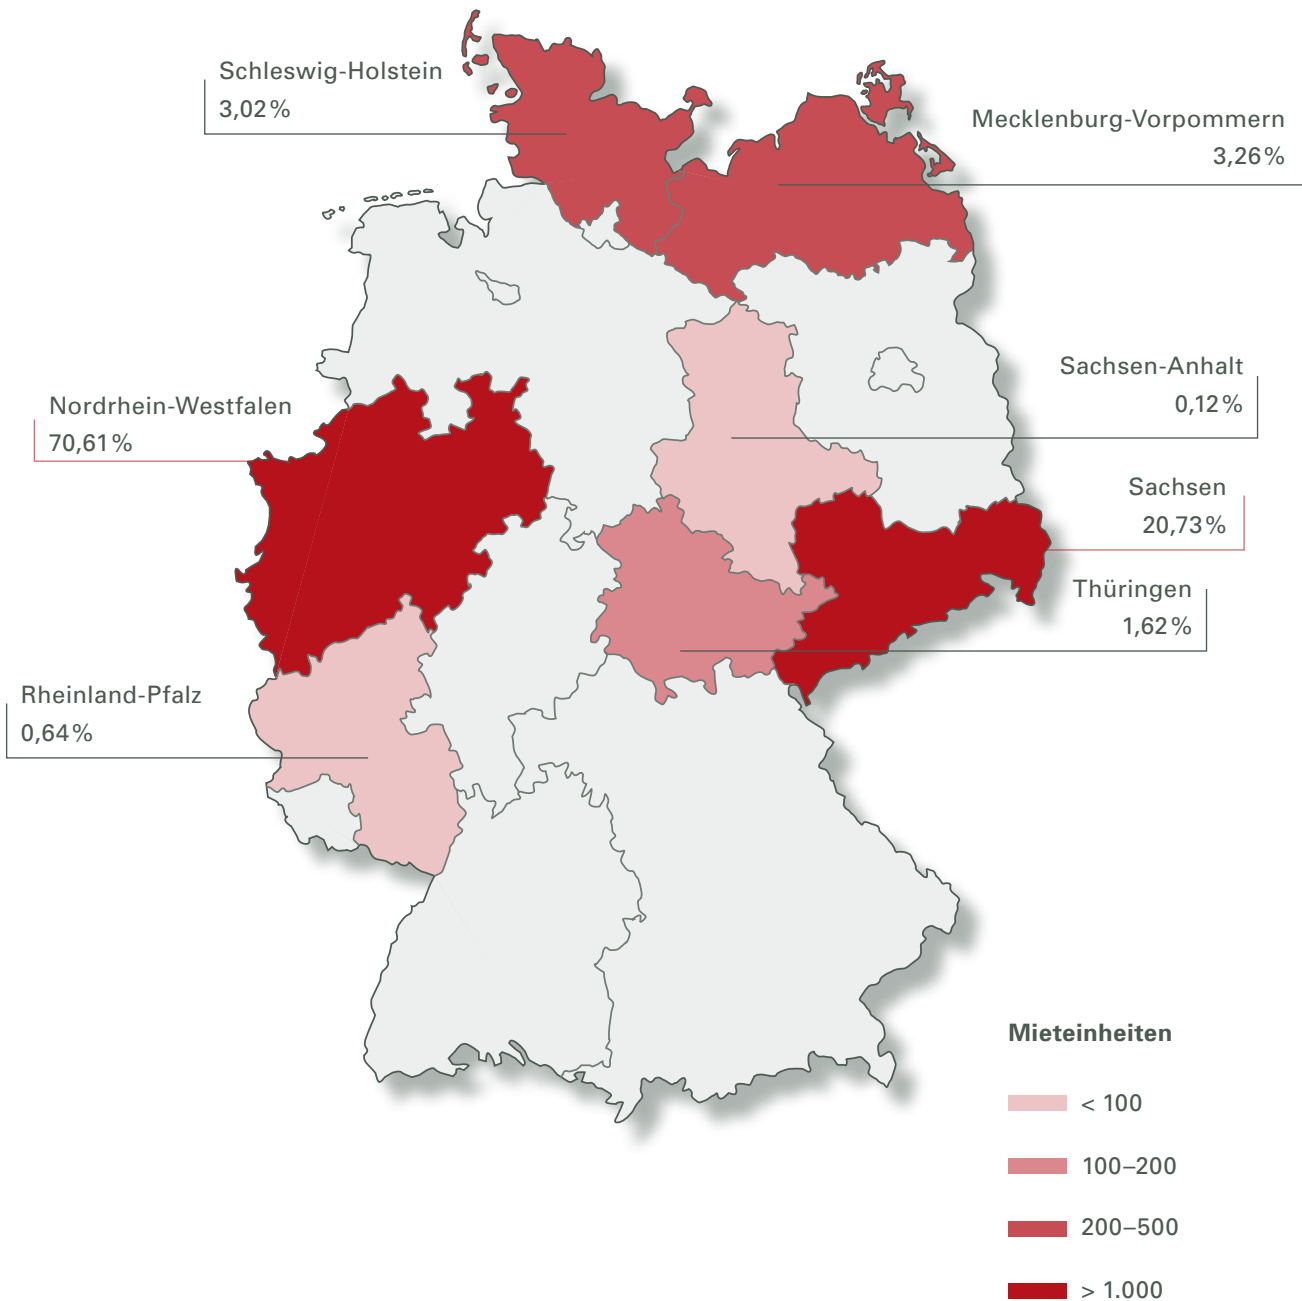 Schleswig-Holstein
3,02 %
Mecklenburg-Vorpommern
3,26 %
Sachsen-Anhalt
0,12 %
Nordrhein-Westfalen
70,61 %
Sachsen
20,73 %
Thüringen
1,62 %
Rheinland-Pfalz
0,64 %
Mieteinheiten
< 100
100–200
200–500
> 1.000